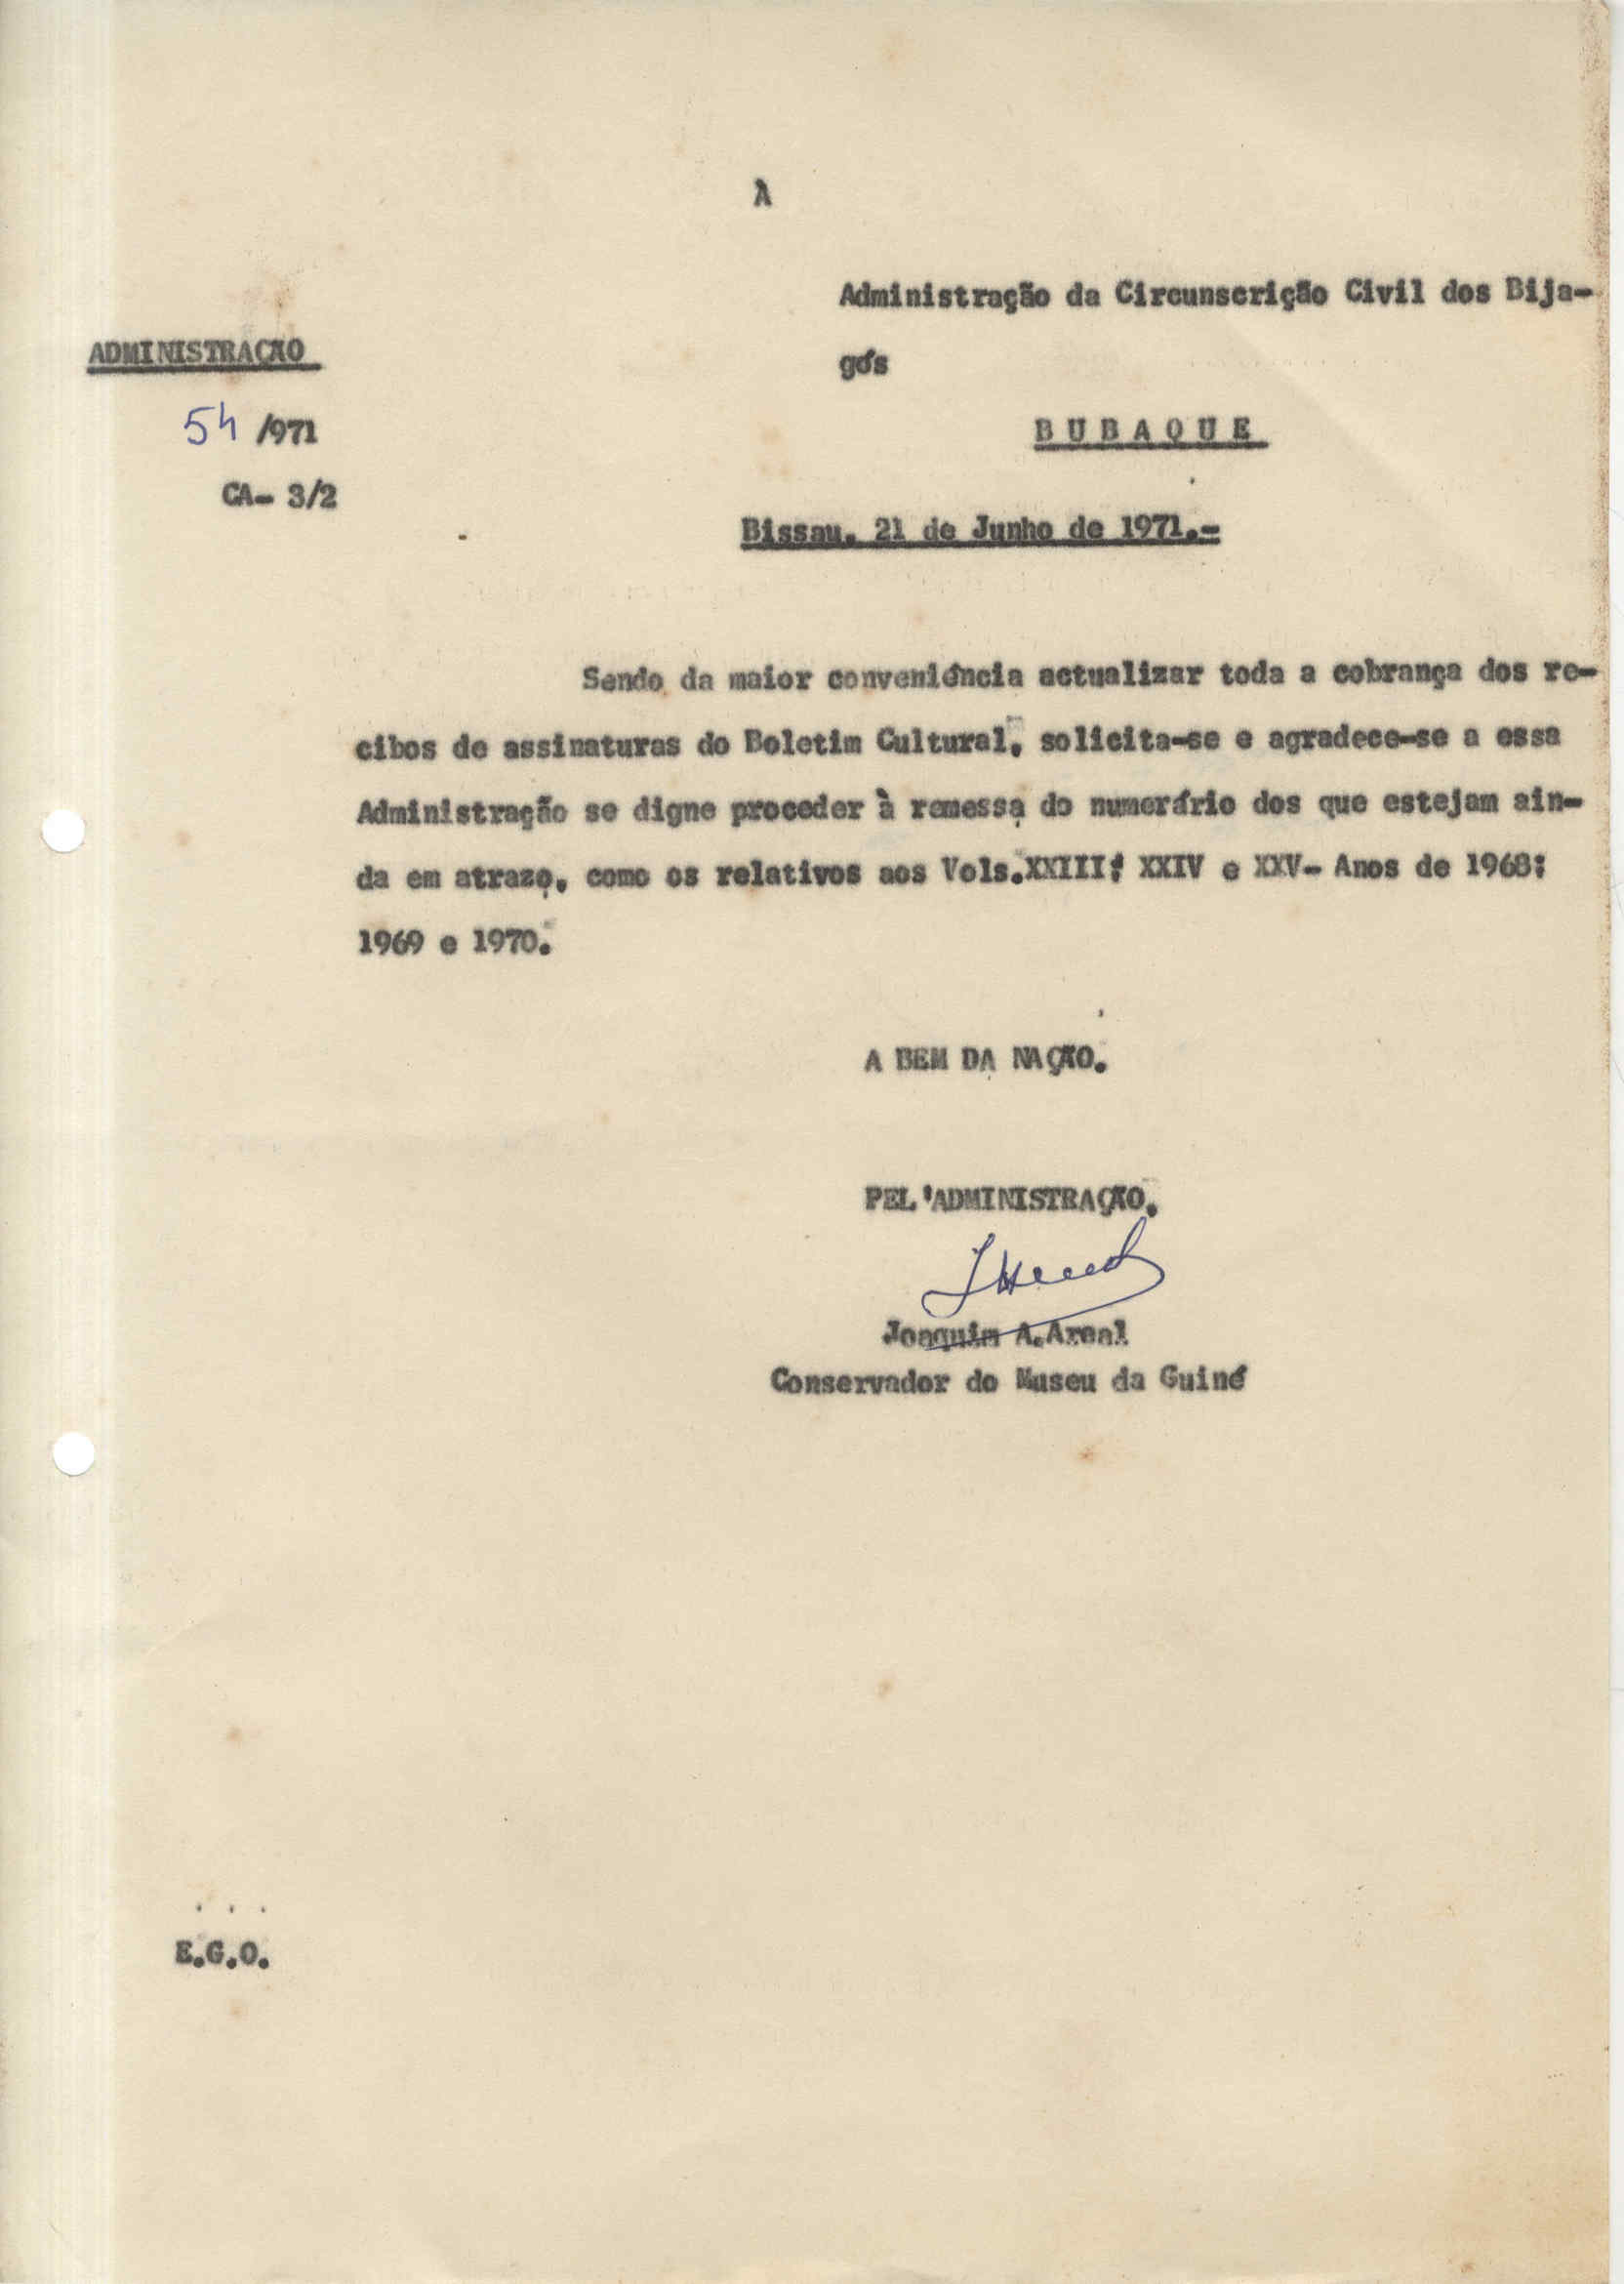 À
Administração da Circunscrição Civil dos Bija-
gós
ADMINISTRAÇÃO
54 /971
BUBAQUE
CA- 3/2
Bissau, 21 de Junho de 1971.-
Sendo da maior conveniência actualizar toda a cobrança dos re-
cibos de assinaturas do Boletim Cultural, solicita-se e agradece-se a essa
Administração se digne proceder à remessa do numerário dos que estejam ain-
da em atrazo, como os relativos aos Vols.XXIII; XXIV e XXV- Anos de 1968;
1969 e 1970.
A BEM DA NAÇÃO.
PEL'ADMINISTRAÇÃO.
Joaquim A.Areal
Conservador do Museu da Guiné
. . .
E.G.O.